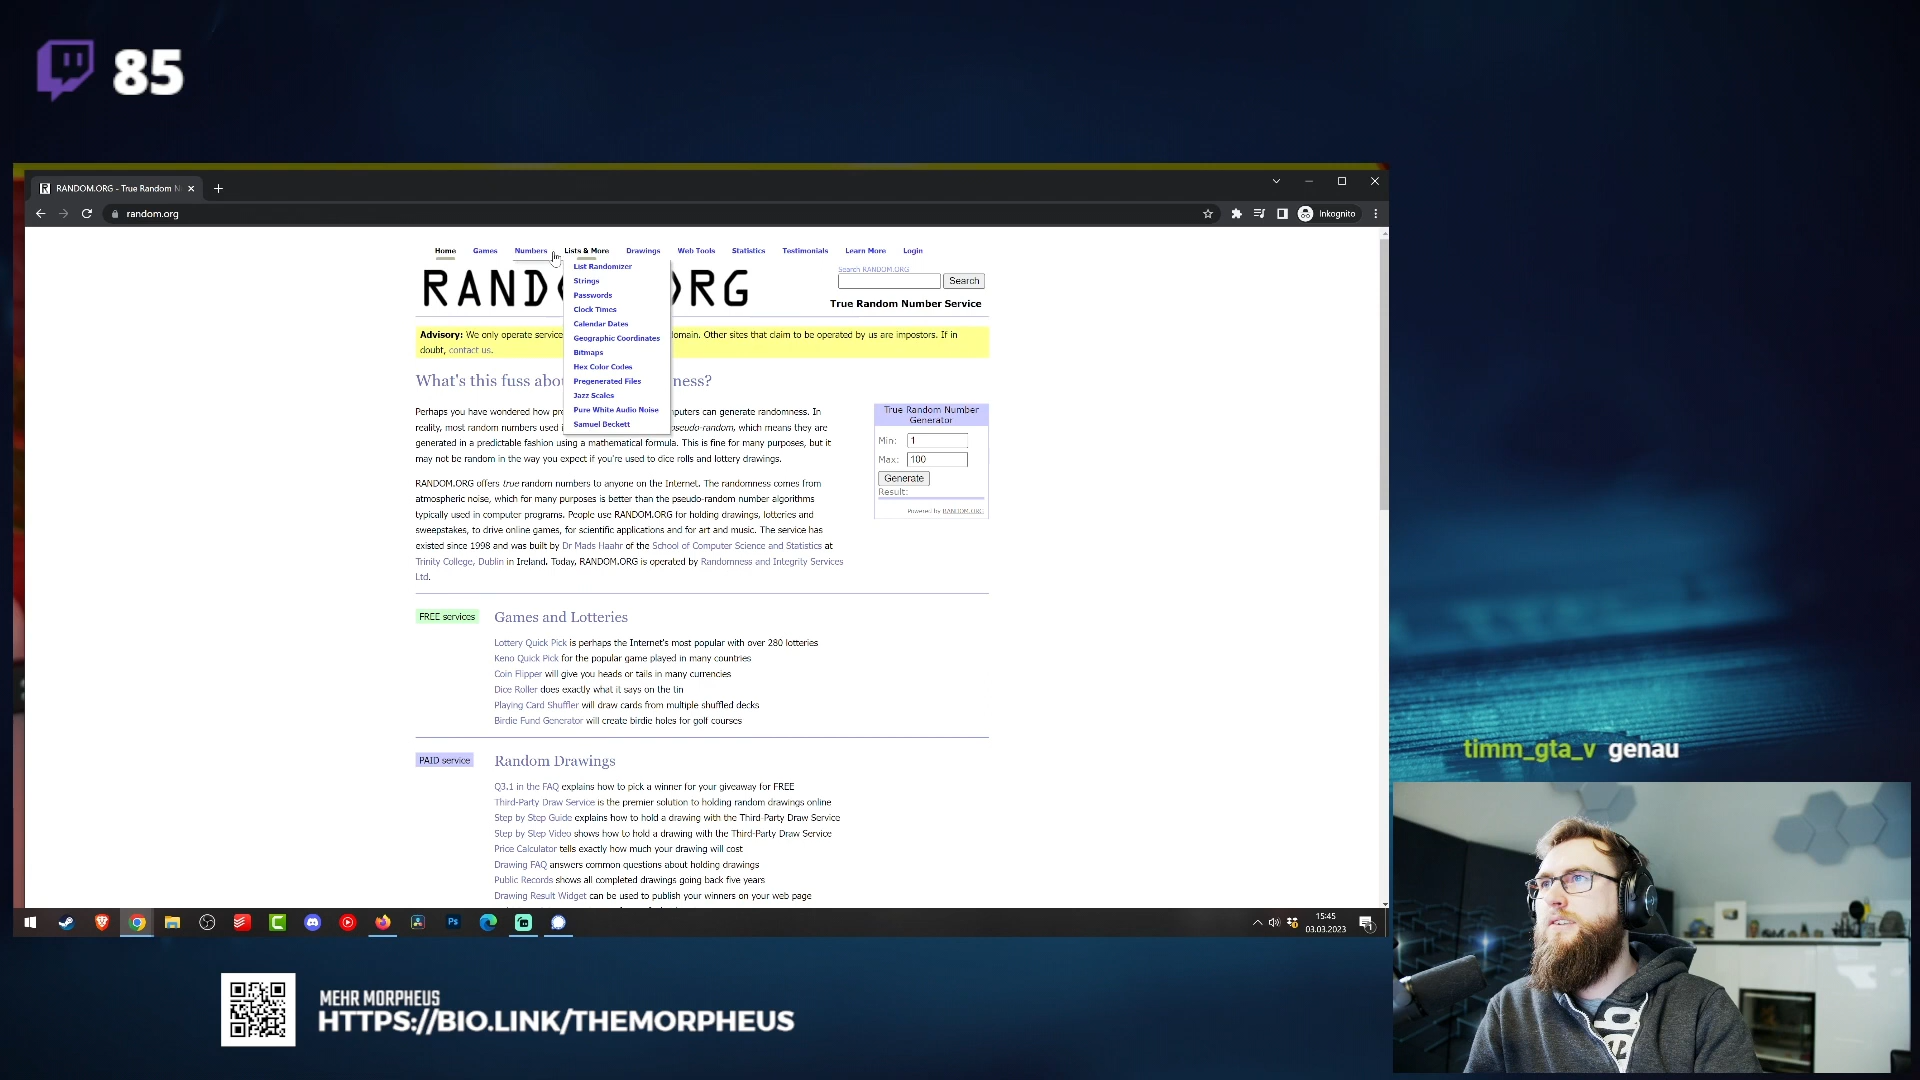 85
RANDOM.ORG - True Random N
random.org
Inkognito
Home Games Numbers Lists & More Drawings Web Tools Statistics Testimonials Learn More Login
List Randomizer
Strings
Passwords
Clock Times
Calendar Dates
Geographic Coordinates
Bitmaps
Hex Color Codes
Pregenerated Files
Jazz Scales
Pure White Audio Noise
Samuel Beckett
RAND RG
Search RANDOM.ORG
Search
True Random Number Service
Advisory: We only operate service omain. Other sites that claim to be operated by us are impostors. If in
doubt, contact us.
What's this fuss abo ness?
Perhaps you have wondered how pre puters can generate randomness. In
reality, most random numbers used i seudo-random, which means they are
generated in a predictable fashion using a mathematical formula. This is fine for many purposes, but it
may not be random in the way you expect if you're used to dice rolls and lottery drawings.
RANDOM.ORG offers true random numbers to anyone on the Internet. The randomness comes from
atmospheric noise, which for many purposes is better than the pseudo-random number algorithms
typically used in computer programs. People use RANDOM.ORG for holding drawings, lotteries and
sweepstakes, to drive online games, for scientific applications and for art and music. The service has
existed since 1998 and was built by Dr Mads Haahr of the School of Computer Science and Statistics at
Trinity College, Dublin in Ireland. Today, RANDOM.ORG is operated by Randomness and Integrity Services
Ltd.
True Random Number
Generator
Min: 1
Max: 100
Generate
Result:
Powered by RANDOM.ORG
FREE services
Games and Lotteries
Lottery Quick Pick is perhaps the Internet's most popular with over 280 lotteries
Keno Quick Pick for the popular game played in many countries
Coin Flipper will give you heads or tails in many currencies
Dice Roller does exactly what it says on the tin
Playing Card Shuffler will draw cards from multiple shuffled decks
Birdie Fund Generator will create birdie holes for golf courses
PAID service
Random Drawings
Q3.1 in the FAQ explains how to pick a winner for your giveaway for FREE
Third-Party Draw Service is the premier solution to holding random drawings online
Step by Step Guide explains how to hold a drawing with the Third-Party Draw Service
Step by Step Video shows how to hold a drawing with the Third-Party Draw Service
Price Calculator tells exactly how much your drawing will cost
Drawing FAQ answers common questions about holding drawings
Public Records shows all completed drawings going back five years
Drawing Result Widget can be used to publish your winners on your web page
Ps
15:45
03.03.2023
timm_gta_v genau
MEHR MORPHEUS
HTTPS://BIO.LINK/THEMORPHEUS